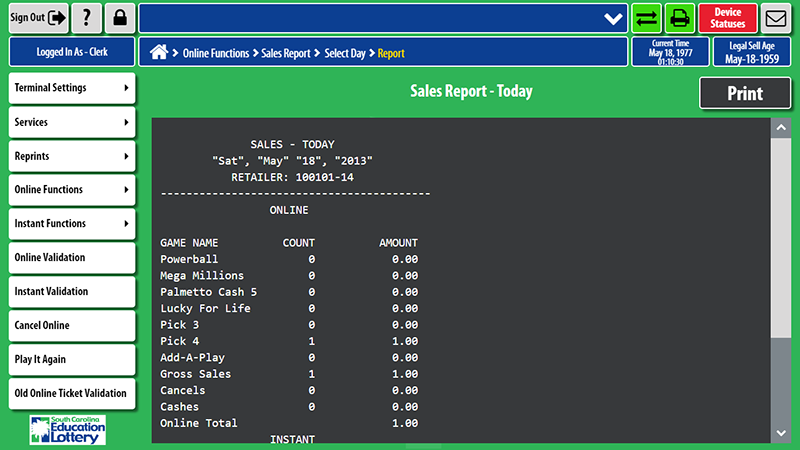 Sign Out
?
Device
Statuses
Logged In As - Clerk
Online Functions > Sales Report > Select Day > Report
Current Time
May 18, 1977
01:10:30
Legal Sell Age
May-18-1959
Terminal Settings
Services
Reprints
Online Functions
Instant Functions
Online Validation
Instant Validation
Cancel Online
Play It Again
Old Online Ticket Validation
South Carolina
Education
Lottery
Sales Report - Today
Print
SALES - TODAY
"Sat", "May" "18", "2013"
RETAILER: 100101-14
------------------------------------------
ONLINE
GAME NAME COUNT AMOUNT
Powerball 0 0.00
Mega Millions 0 0.00
Palmetto Cash 5 0 0.00
Lucky For Life 0 0.00
Pick 3 0 0.00
Pick 4 1 1.00
Add-A-Play 0 0.00
Gross Sales 1 1.00
Cancels 0 0.00
Cashes 0 0.00
Online Total 1.00
INSTANT